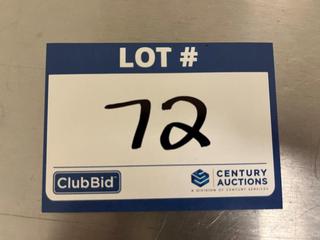 LOT #
72
ClubBid
CENTURY
AUCTIONS
A DIVISION OF CENTURY SERVICES